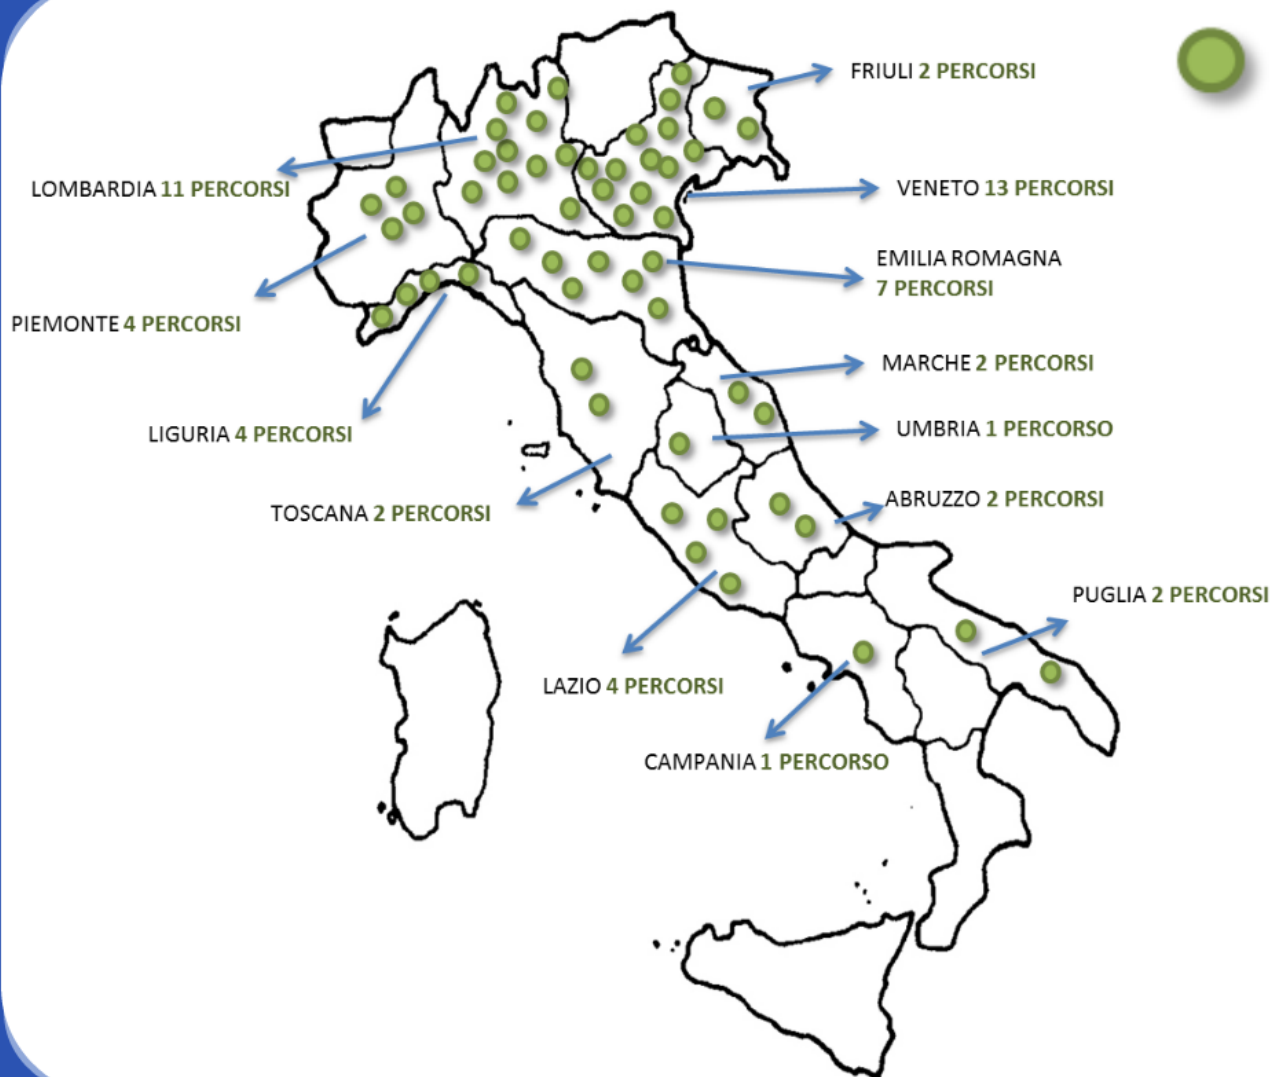 FRIULI 2 PERCORSI
LOMBARDIA 11 PERCORSI
VENETO 13 PERCORSI
EMILIA ROMAGNA
7 PERCORSI
PIEMONTE 4 PERCORSI
MARCHE 2 PERCORSI
LIGURIA 4 PERCORSI
UMBRIA 1 PERCORSO
TOSCANA 2 PERCORSI
ABRUZZO 2 PERCORSI
PUGLIA 2 PERCORSI
LAZIO 4 PERCORSI
CAMPANIA 1 PERCORSO